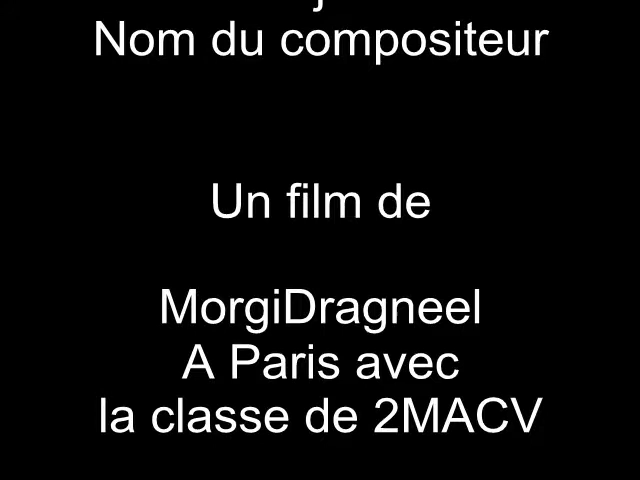 Nom du compositeur
Un film de
MorgiDragneel
A Paris avec
la classe de 2MACV